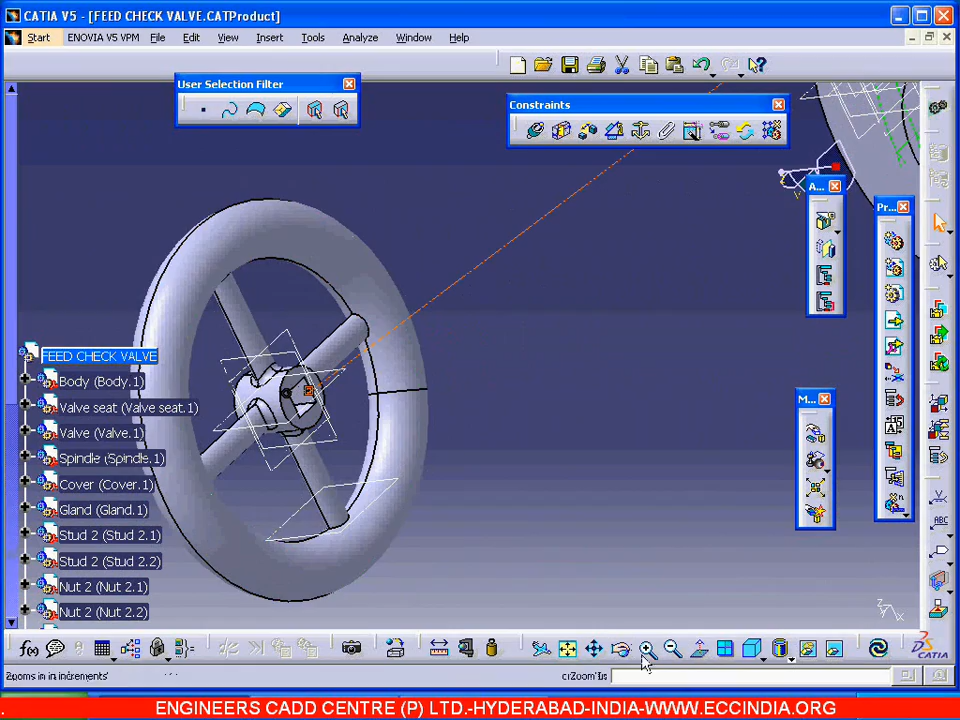 CATIA V5 - [FEED CHECK VALVE.CATProduct]
Start ENOVIA V5 VPM File Edit View Insert Tools Analyze Window Help
User Selection Filter
Constraints
A...
Pr...
FEED CHECK VALVE
Body (Body.1)
Valve seat (Valve seat.1)
Valve (Valve.1)
Spindle (Spindle.1)
Cover (Cover.1)
Gland (Gland.1)
Stud 2 (Stud 2.1)
Stud 2 (Stud 2.2)
Nut 2 (Nut 2.1)
Nut 2 (Nut 2.2)
M...
ABC
f(x)
CATIA
Zooms in in increments
c:Zoom In
ENGINEERS CADD CENTRE (P) LTD.-HYDERABAD-INDIA-WWW.ECCINDIA.ORG